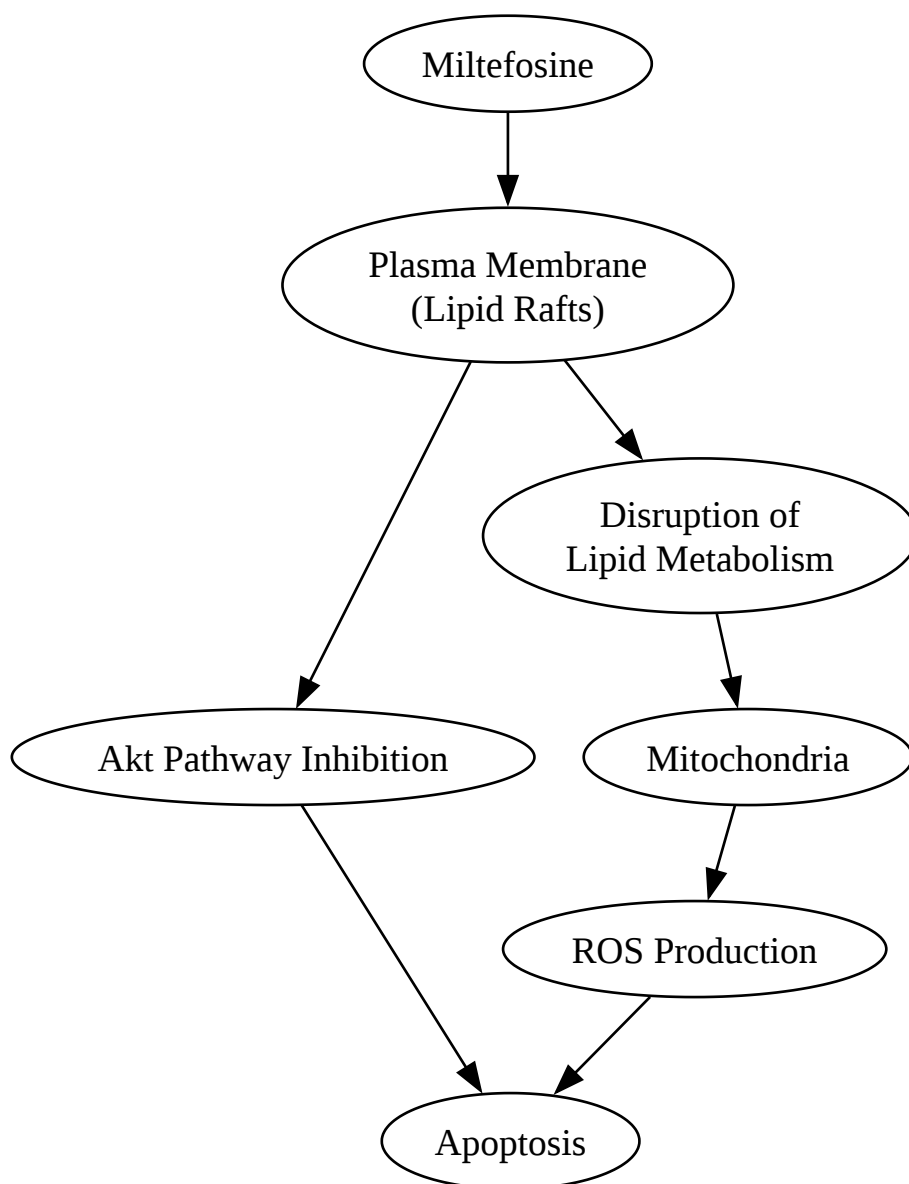 Miltefosine
Plasma Membrane
(Lipid Rafts)
Disruption of
Lipid Metabolism
Akt Pathway Inhibition
Mitochondria
ROS Production
Apoptosis